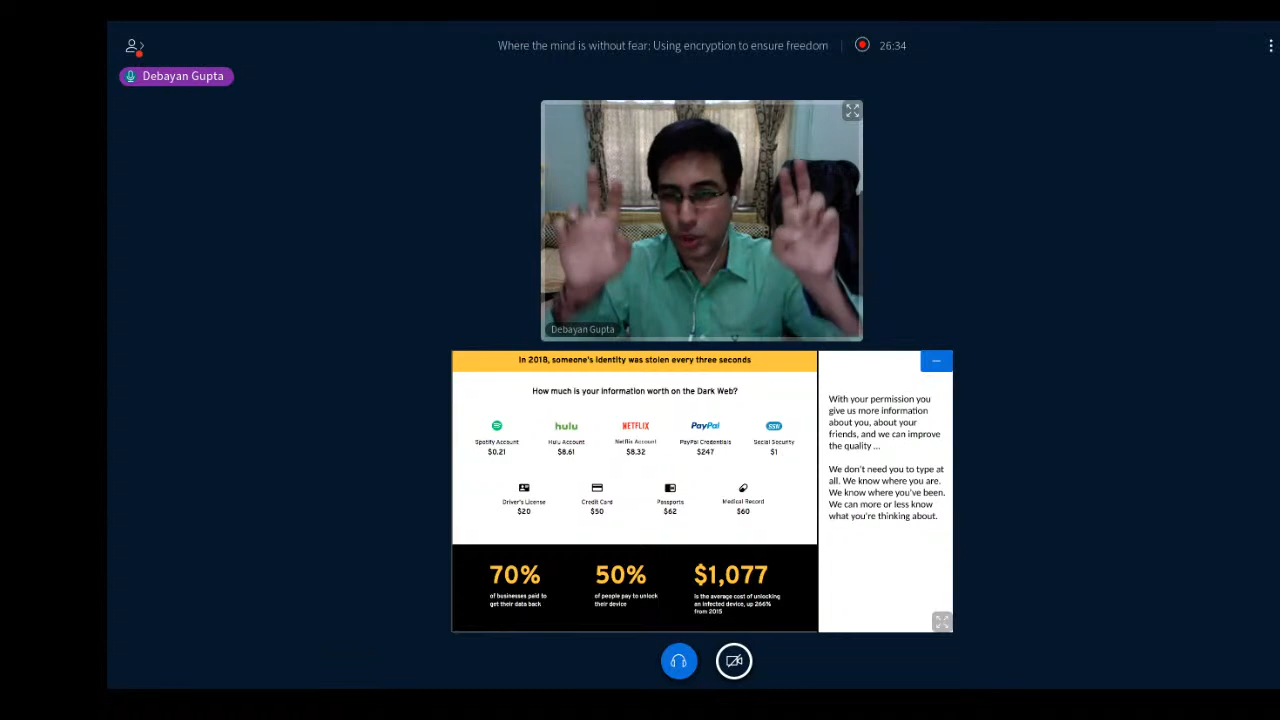 Where the mind is without fear: Using encryption to ensure freedom
26:34
Debayan Gupta
Debayan Gupta
In 2018, someone's identity was stolen every three seconds
How much is your information worth on the Dark Web?
hulu
NETFLIX
PayPal
SSN
Spotify Account
Hulu Account
Netflix Account
PayPal Credentials
Social Security
$0.21
$8.61
$8.32
$247
$1
Driver's License
Credit Card
Passports
Medical Record
$20
$50
$62
$60
70%
of businesses paid to
get their data back
50%
of people pay to unlock
their device
$1,077
is the average cost of unlocking
an infected device, up 266%
from 2015
With your permission you
give us more information
about you, about your
friends, and we can improve
the quality ...
We don't need you to type at
all. We know where you are.
We know where you've been.
We can more or less know
what you're thinking about.